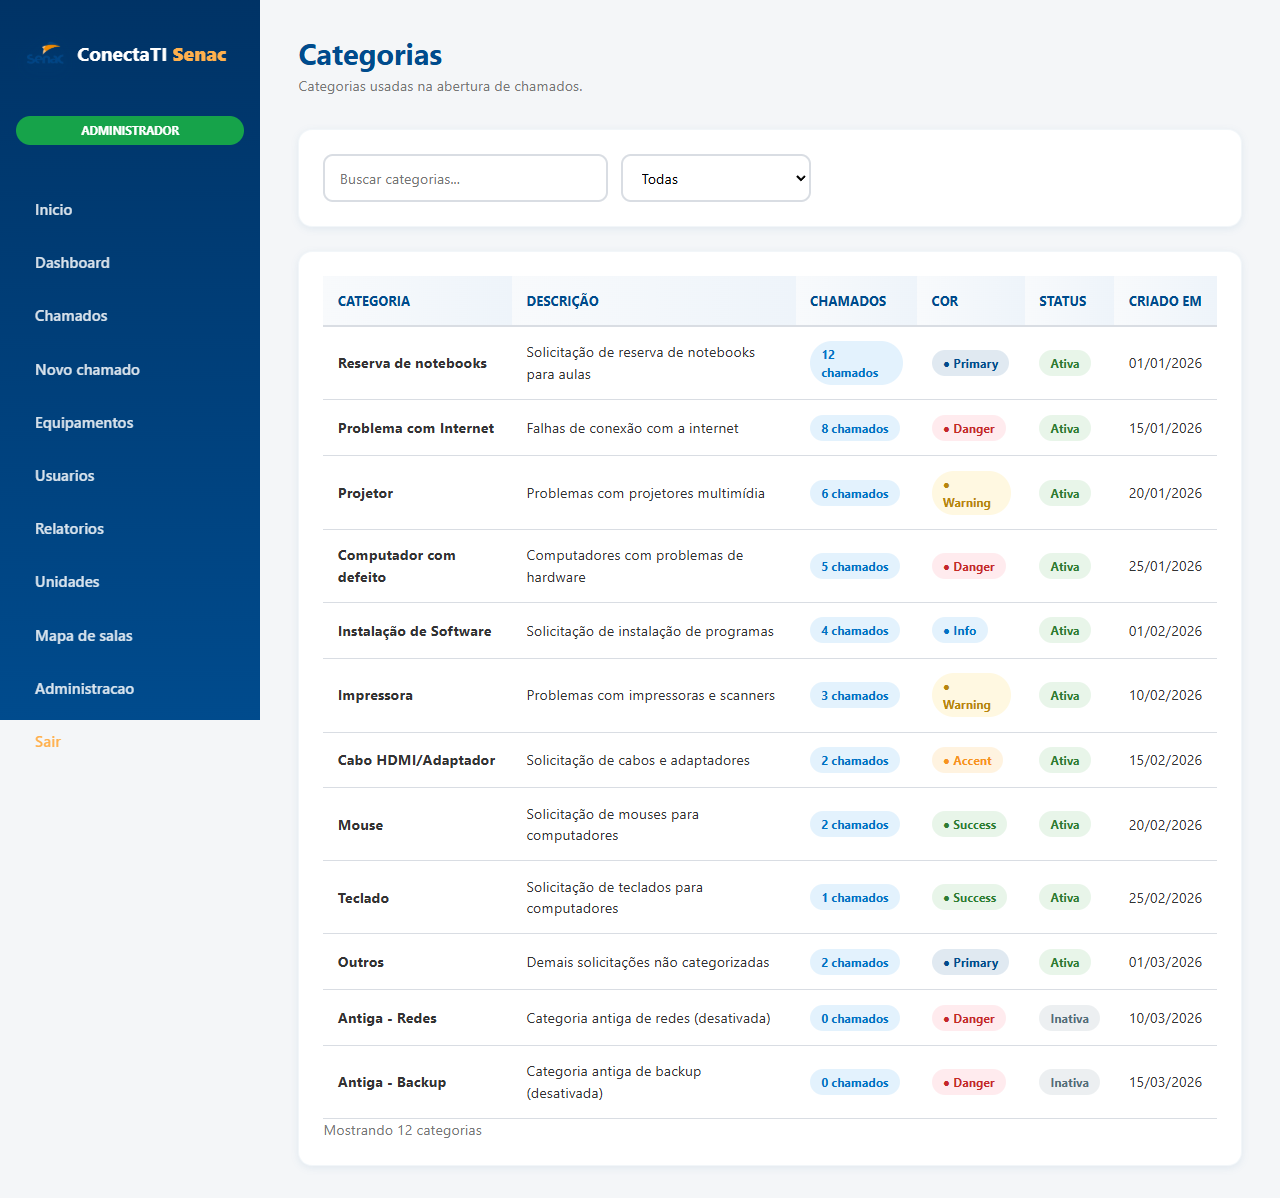 Senac ConectaTI Senac
ADMINISTRADOR
Inicio
Dashboard
Chamados
Novo chamado
Equipamentos
Usuarios
Relatorios
Unidades
Mapa de salas
Administracao
Sair
Categorias
Categorias usadas na abertura de chamados.
Buscar categorias...
Todas
CATEGORIA DESCRIÇÃO CHAMADOS COR STATUS CRIADO EM
Reserva de notebooks Solicitação de reserva de notebooks para aulas 12 chamados • Primary Ativa 01/01/2026
Problema com Internet Falhas de conexão com a internet 8 chamados • Danger Ativa 15/01/2026
Projetor Problemas com projetores multimídia 6 chamados • Warning Ativa 20/01/2026
Computador com defeito Computadores com problemas de hardware 5 chamados • Danger Ativa 25/01/2026
Instalação de Software Solicitação de instalação de programas 4 chamados • Info Ativa 01/02/2026
Impressora Problemas com impressoras e scanners 3 chamados • Warning Ativa 10/02/2026
Cabo HDMI/Adaptador Solicitação de cabos e adaptadores 2 chamados • Accent Ativa 15/02/2026
Mouse Solicitação de mouses para computadores 2 chamados • Success Ativa 20/02/2026
Teclado Solicitação de teclados para computadores 1 chamados • Success Ativa 25/02/2026
Outros Demais solicitações não categorizadas 2 chamados • Primary Ativa 01/03/2026
Antiga - Redes Categoria antiga de redes (desativada) 0 chamados • Danger Inativa 10/03/2026
Antiga - Backup Categoria antiga de backup (desativada) 0 chamados • Danger Inativa 15/03/2026
Mostrando 12 categorias